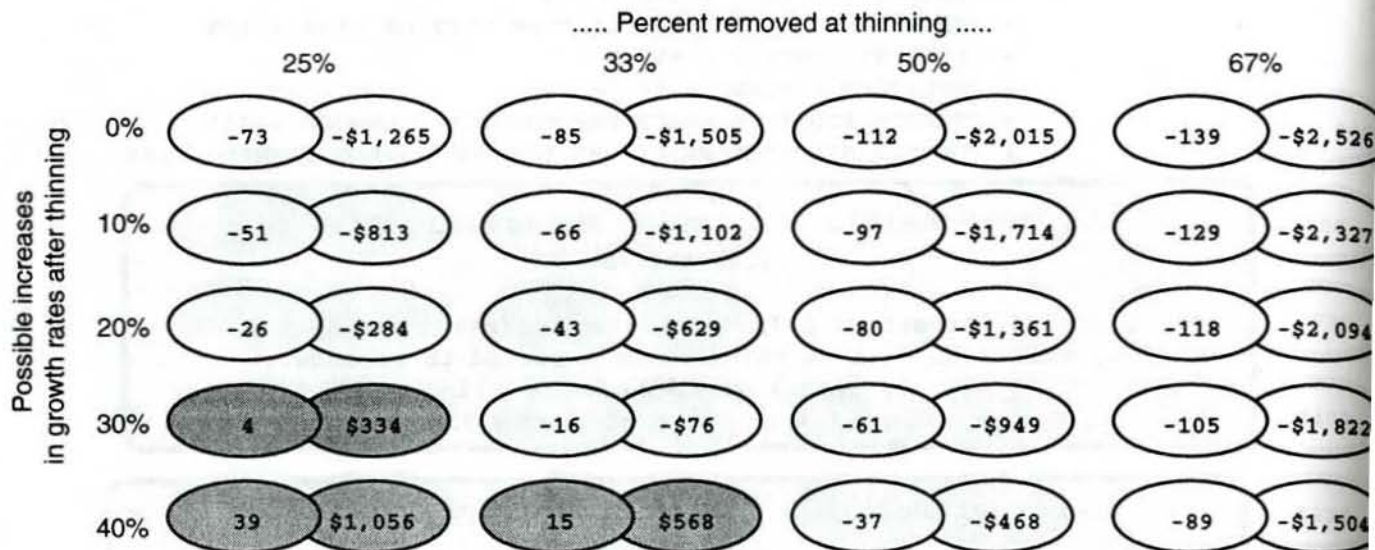 ..... Percent removed at thinning .....
25% 33% 50% 67%
Possible increases
in growth rates after thinning
0% -73 -$1,265 -85 -$1,505 -112 -$2,015 -139 -$2,526
10% -51 -$813 -66 -$1,102 -97 -$1,714 -129 -$2,327
20% -26 -$284 -43 -$629 -80 -$1,361 -118 -$2,094
30% 4 $334 -16 -$76 -61 -$949 -105 -$1,822
40% 39 $1,056 15 $568 -37 -$468 -89 -$1,504